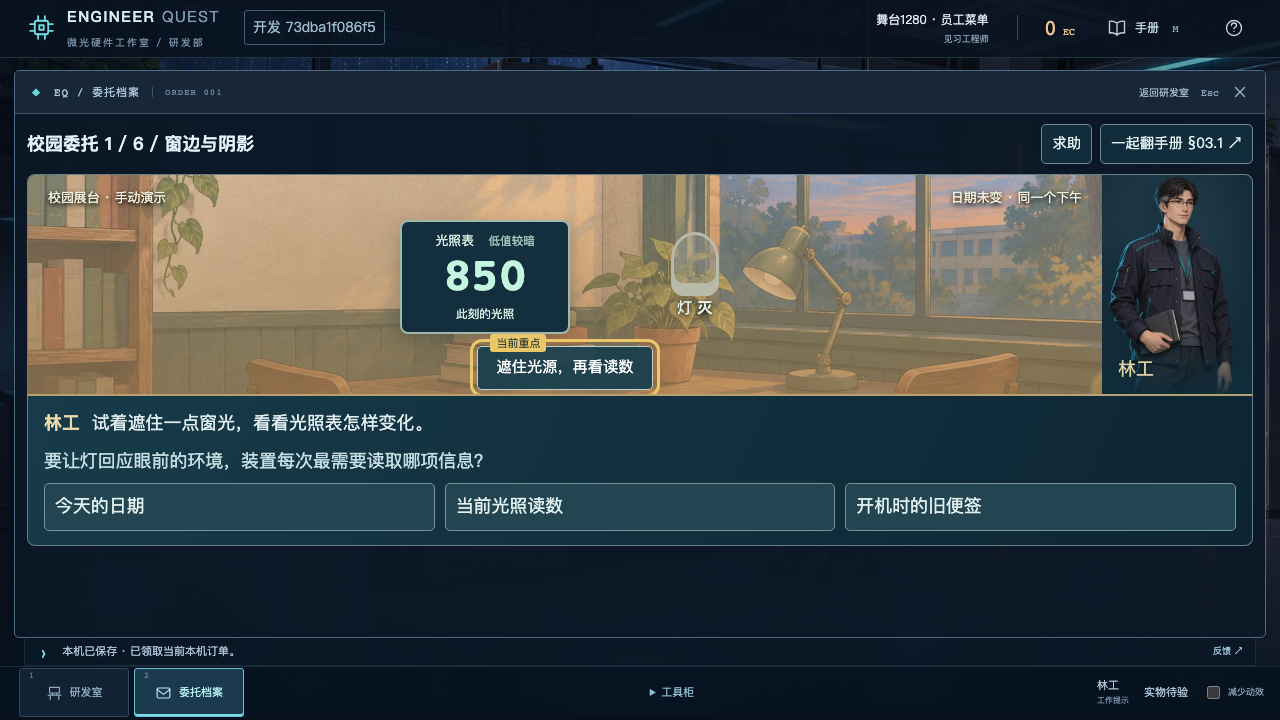 ENGINEER QUEST
微光硬件工作室 / 研发部
开发 73dba1f086f5
舞台1280 · 员工菜单
见习工程师
0 EC
手册 M
EQ / 委托档案 ORDER 001
返回研发室 Esc
校园委托 1 / 6 / 窗边与阴影
求助
一起翻手册 §03.1 ↗
校园展台 · 手动演示
日期未变 · 同一个下午
光照表 低值较暗
850
此刻的光照
灯 灭
当前重点
遮住光源，再看读数
林工
林工 试着遮住一点窗光，看看光照表怎样变化。
要让灯回应眼前的环境，装置每次最需要读取哪项信息？
今天的日期
当前光照读数
开机时的旧便签
本机已保存 · 已领取当前本机订单。
反馈 ↗
1 研发室
2 委托档案
工具柜
林工
工作提示
实物待验
减少动效